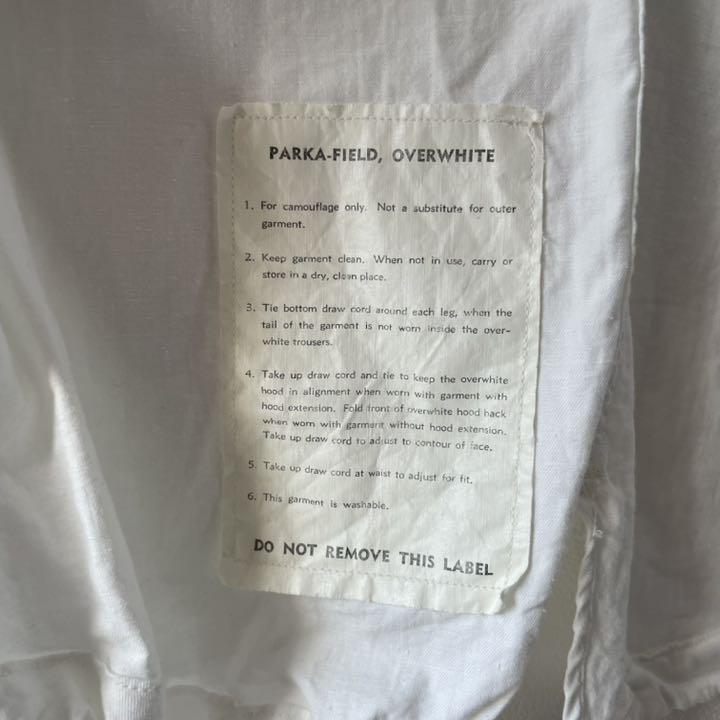 PARKA-FIELD, OVERWHITE
1. For camouflage only. Not a substitute for outer
garment.
2. Keep garment clean. When not in use, carry or
store in a dry, clean place.
3. Tie bottom draw cord around each leg, when the
tail of the garment is not worn inside the over-
white trousers.
4. Take up draw cord and tie to keep the overwhite
hood in alignment when worn with garment with
hood extension. Fold front of overwhite hood back
when worn with garment without hood extension.
Take up draw cord to adjust to contour of face.
5. Take up draw cord at waist to adjust for fit.
6. This garment is washable.
DO NOT REMOVE THIS LABEL